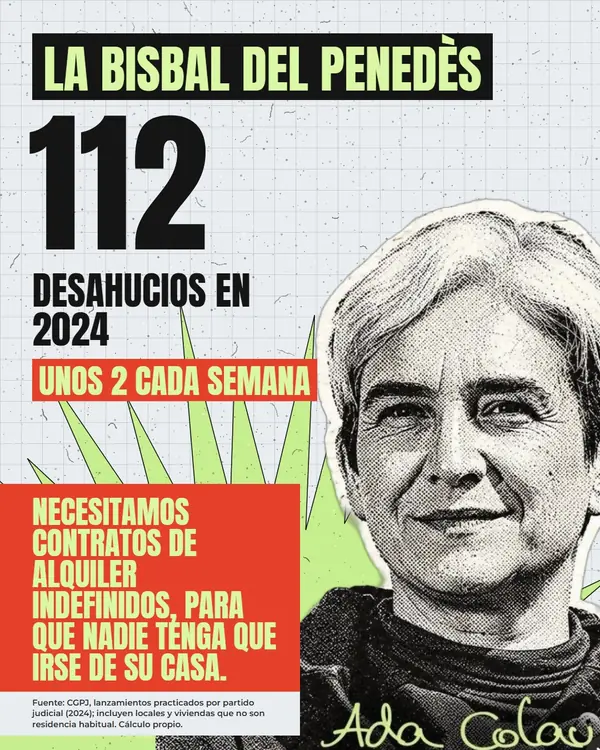 LA BISBAL DEL PENEDÈS
112
DESAHUCIOS EN
2024
UNOS 2 CADA SEMANA
NECESITAMOS
CONTRATOS DE
ALQUILER
INDEFINIDOS, PARA
QUE NADIE TENGA QUE
IRSE DE SU CASA.
Fuente: CGPJ, lanzamientos practicados por partido
judicial (2024); incluyen locales y viviendas que no son
residencia habitual. Cálculo propio.
Ada Colau